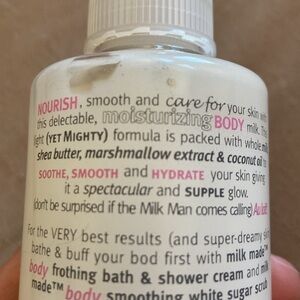 NOURISH, smooth and care for your skin with
this delectable, moisturizing BODY milk. This
light (YET MIGHTY) formula is packed with whole milk,
shea butter, marshmallow extract & coconut oil to
SOOTHE, SMOOTH and HYDRATE your skin giving
it a spectacular and SUPPLE glow.
(don't be surprised if the Milk Man comes calling)
For the VERY best results (and super-dreamy
bathe & buff your bod first with milk made™
body frothing bath & shower cream and milk
made™ body smoothing white sugar scrub